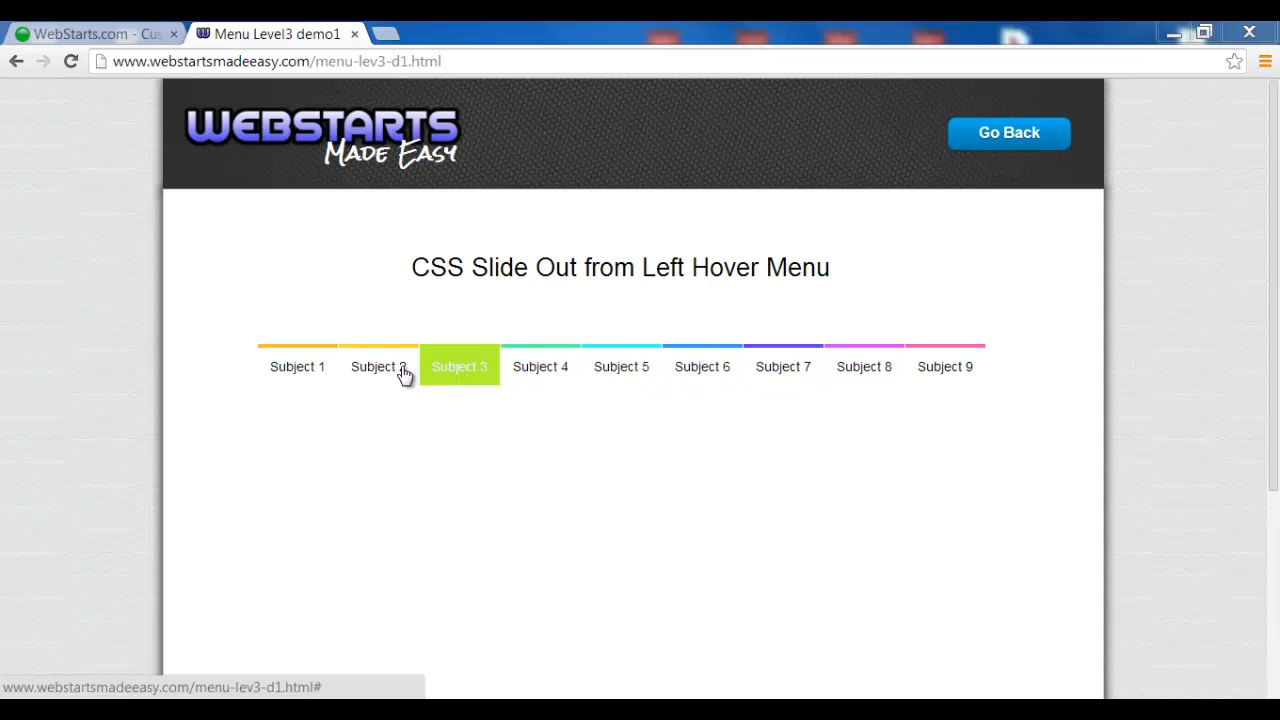 WebStarts.com - Cus
Menu Level3 demo1
www.webstartsmadeeasy.com/menu-lev3-d1.html
WEBSTARTS
MADE EASY
Go Back
CSS Slide Out from Left Hover Menu
Subject 1 Subject 2 Subject 3 Subject 4 Subject 5 Subject 6 Subject 7 Subject 8 Subject 9
www.webstartsmadeeasy.com/menu-lev3-d1.html#